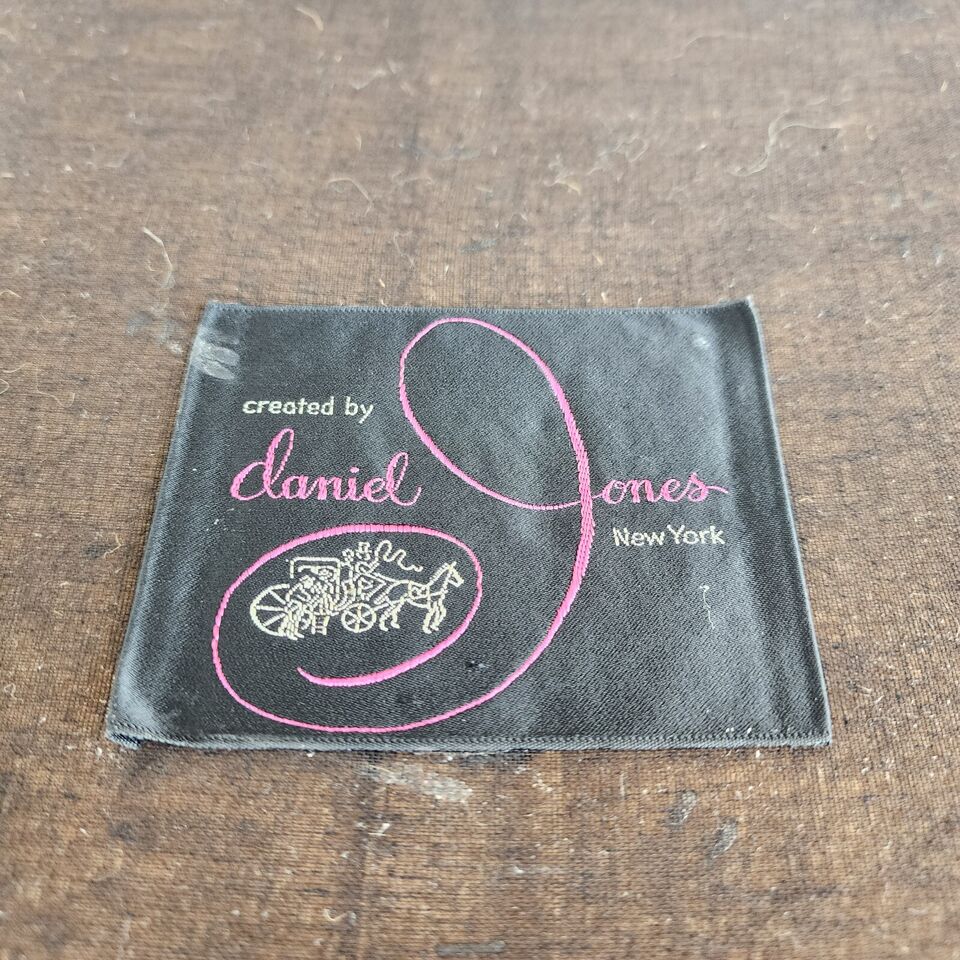 created by
daniel Jones
New York